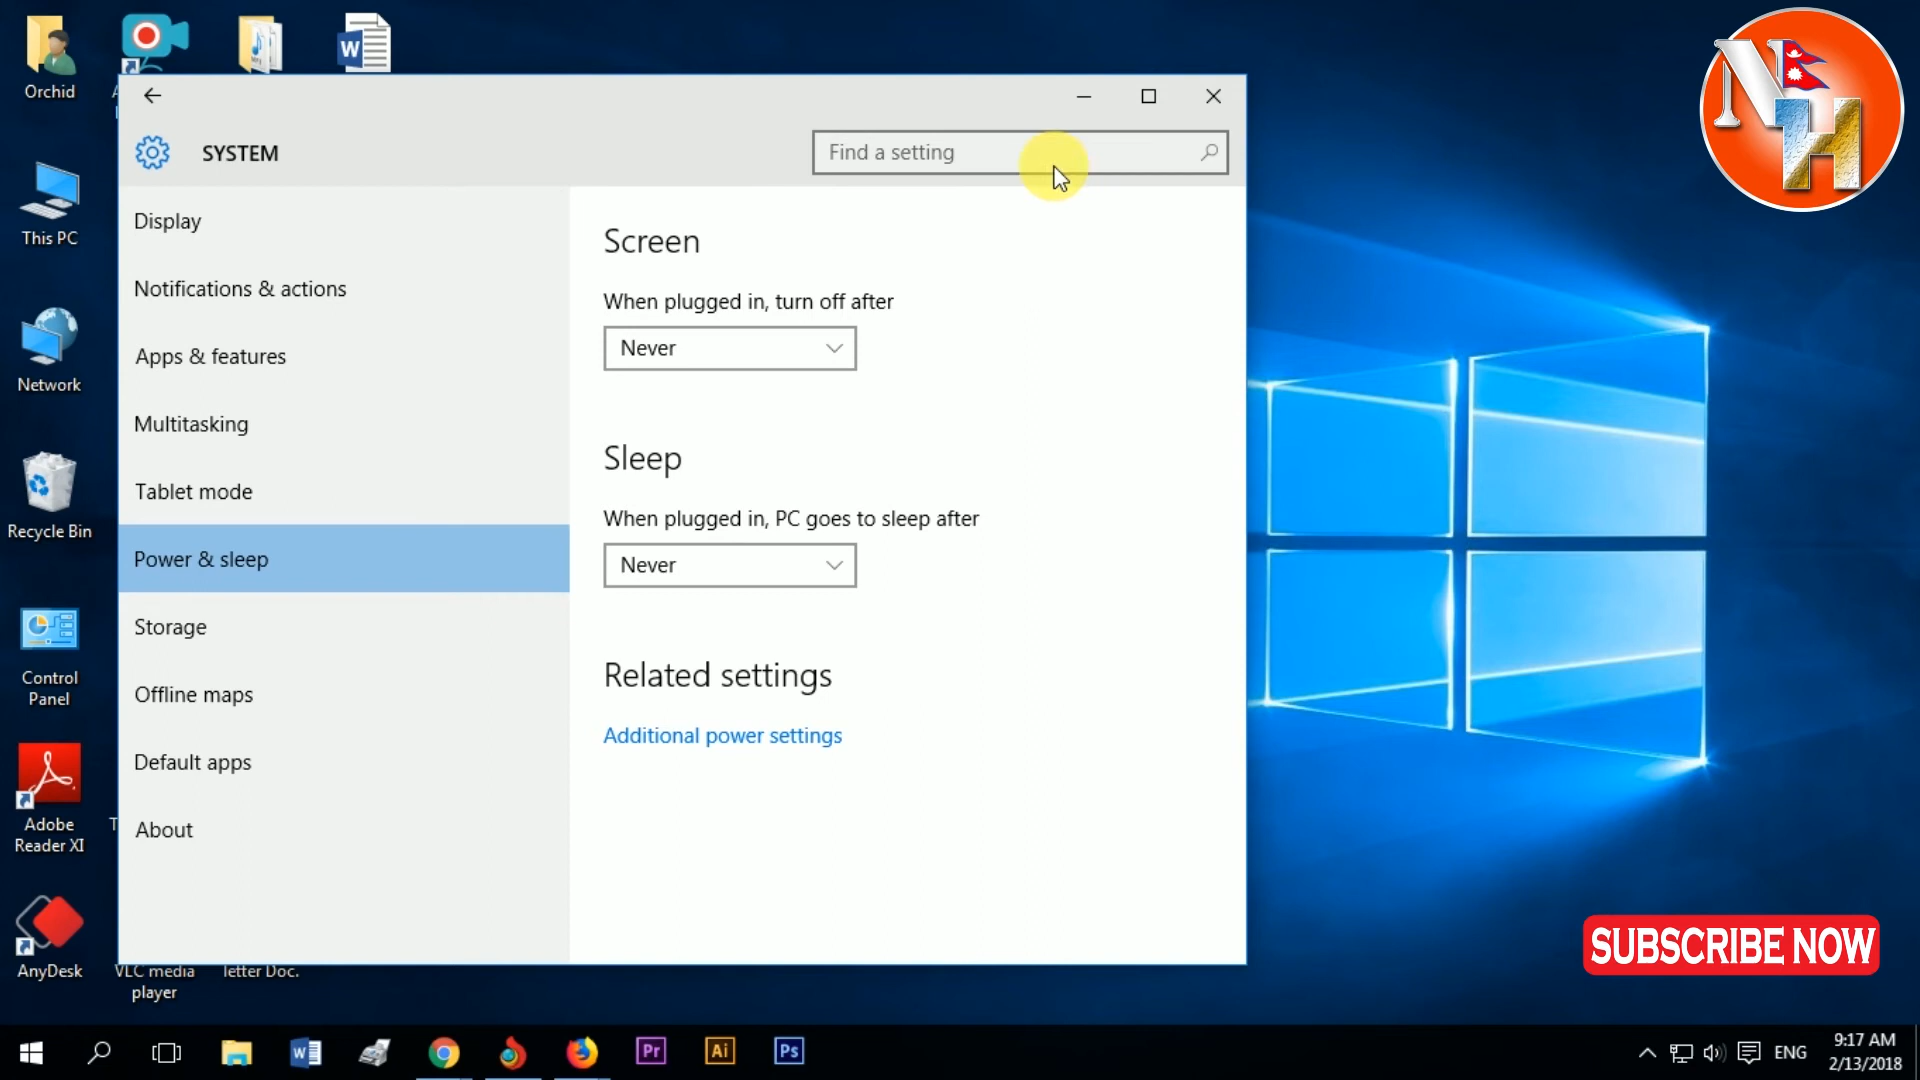 Orchid
This PC
Network
Recycle Bin
Control
Panel
Adobe
Reader XI
AnyDesk
VLC media
player
letter Doc.
W
SYSTEM
Find a setting
Display
Notifications & actions
Apps & features
Multitasking
Tablet mode
Power & sleep
Storage
Offline maps
Default apps
About
Screen
When plugged in, turn off after
Never
Sleep
When plugged in, PC goes to sleep after
Never
Related settings
Additional power settings
NH
SUBSCRIBE NOW
W
Pr
Ai
Ps
ENG
9:17 AM
2/13/2018